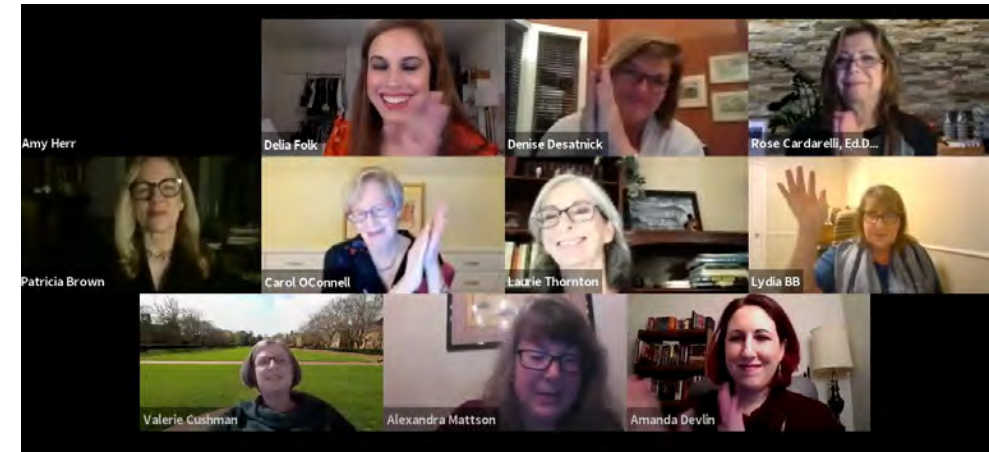 Amy Herr
Delia Folk
Denise Desatnick
Rose Cardarelli, Ed.D...
Patricia Brown
Carol OConnell
Laurie Thornton
Lydia BB
Valerie Cushman
Alexandra Mattson
Amanda Devlin